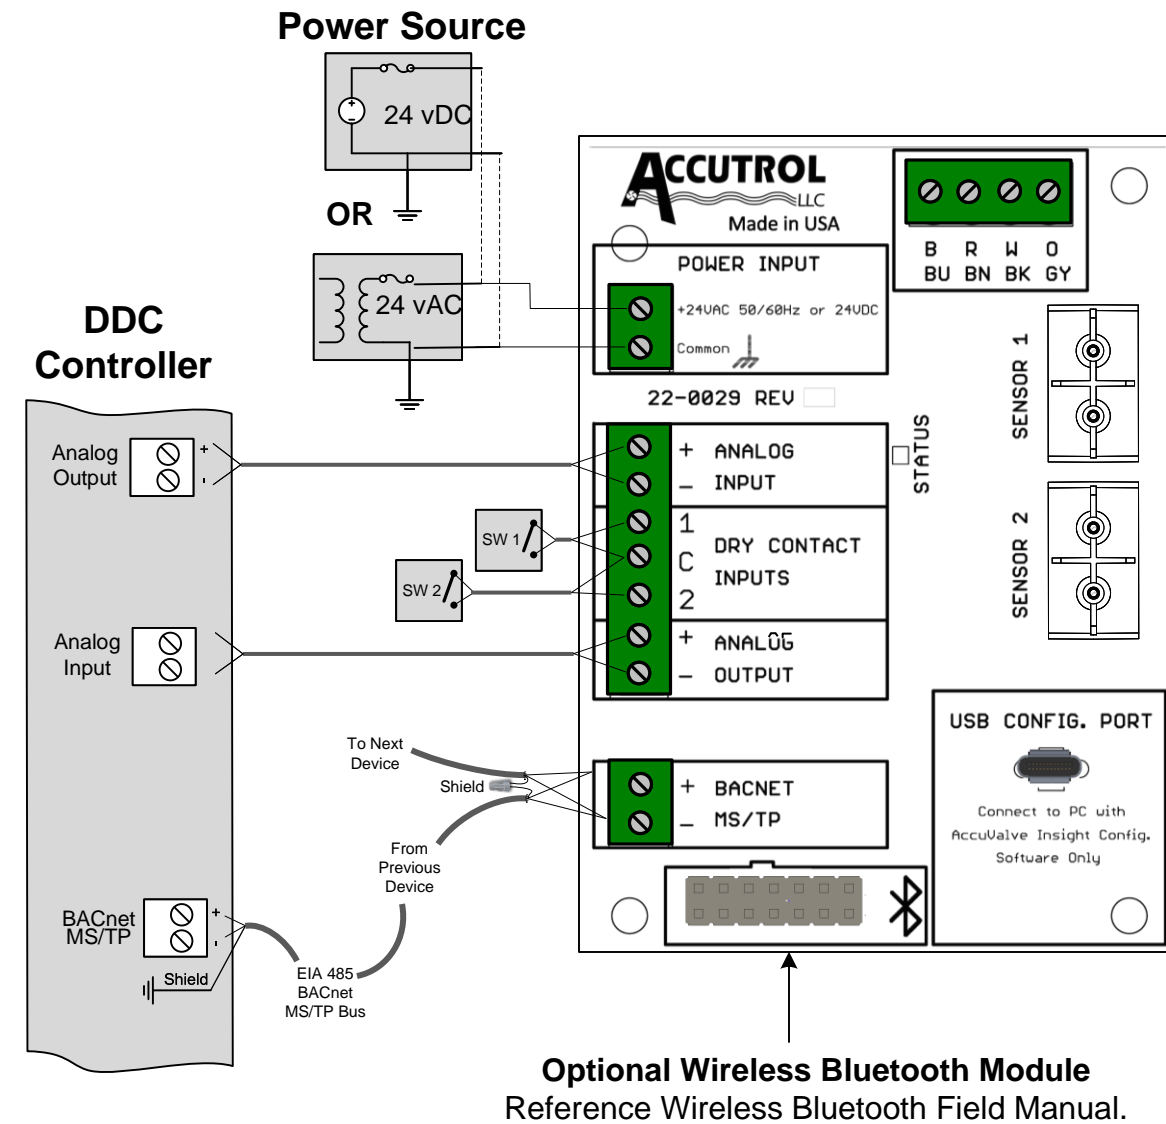 Power Source
24 vDC
OR
24 vAC
DDC
Controller
Analog
Output
+
-
Analog
Input
BACnet
MS/TP
+
-
Shield
EIA 485
BACnet
MS/TP Bus
SW 1
SW 2
To Next
Device
Shield
From
Previous
Device
ACCUTROL
LLC
Made in USA
B R W O
BU BN BK GY
POWER INPUT
+24VAC 50/60Hz or 24VDC
Common
22-0029 REV
+ ANALOG
- INPUT
1
C
2
DRY CONTACT
INPUTS
+ ANALOG
- OUTPUT
STATUS
SENSOR 1
SENSOR 2
+ BACNET
- MS/TP
USB CONFIG. PORT
Connect to PC with
AccuValve Insight Config.
Software Only
Optional Wireless Bluetooth Module
Reference Wireless Bluetooth Field Manual.